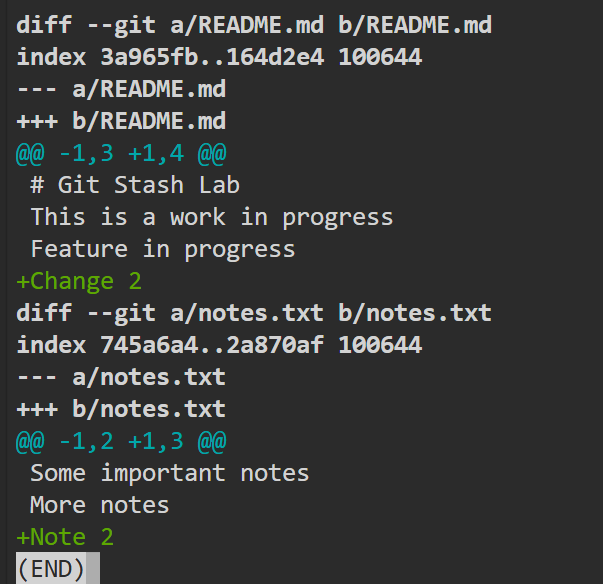 diff --git a/README.md b/README.md
index 3a965fb..164d2e4 100644
--- a/README.md
+++ b/README.md
@@ -1,3 +1,4 @@
 # Git Stash Lab
 This is a work in progress
 Feature in progress
+Change 2
diff --git a/notes.txt b/notes.txt
index 745a6a4..2a870af 100644
--- a/notes.txt
+++ b/notes.txt
@@ -1,2 +1,3 @@
 Some important notes
 More notes
+Note 2
(END)